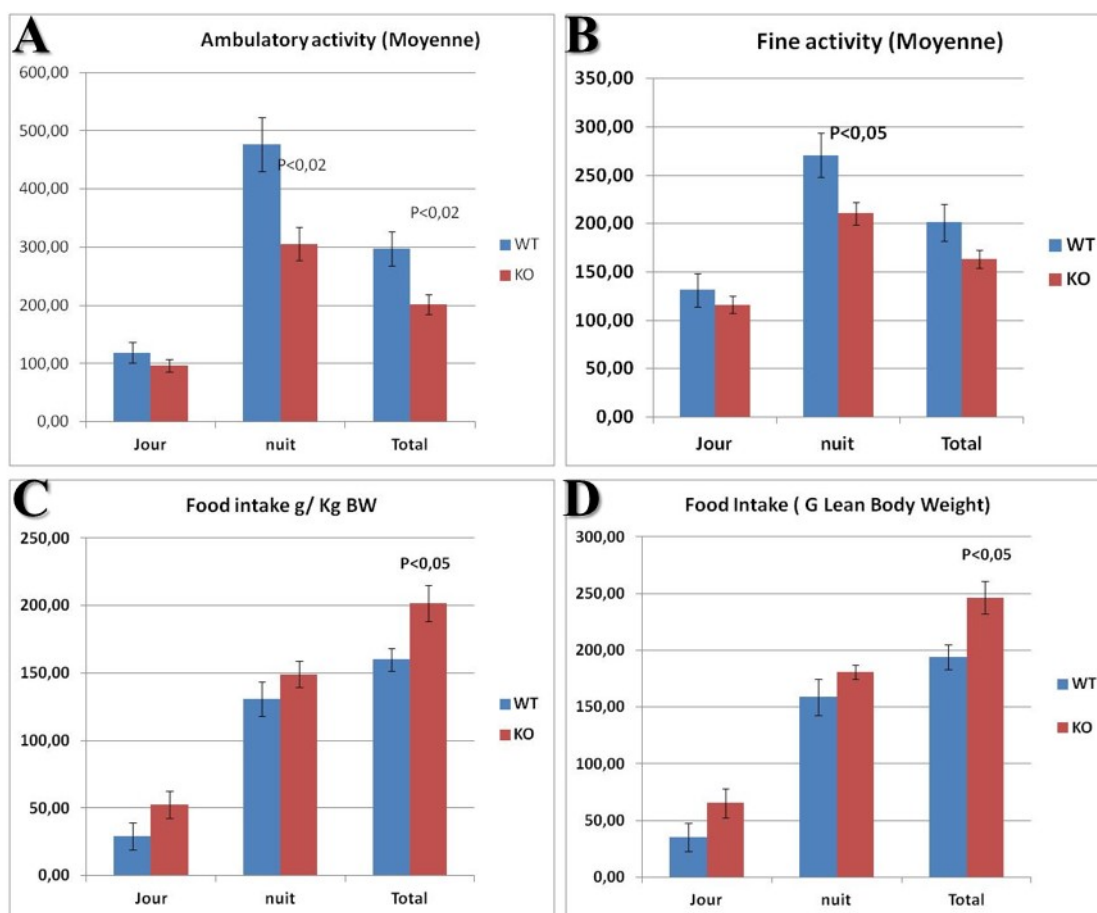 A
Ambulatory activity (Moyenne)
600,00
500,00
400,00
300,00
200,00
100,00
0,00
P<0,02
P<0,02
Jour
nuit
Total
WT
KO
B
Fine activity (Moyenne)
350,00
300,00
250,00
200,00
150,00
100,00
50,00
0,00
P<0,05
Jour
nuit
Total
WT
KO
C
Food intake g/ Kg BW
250,00
200,00
150,00
100,00
50,00
0,00
P<0,05
Jour
nuit
Total
WT
KO
D
Food Intake ( G Lean Body Weight)
300,00
250,00
200,00
150,00
100,00
50,00
0,00
P<0,05
Jour
nuit
Total
WT
KO